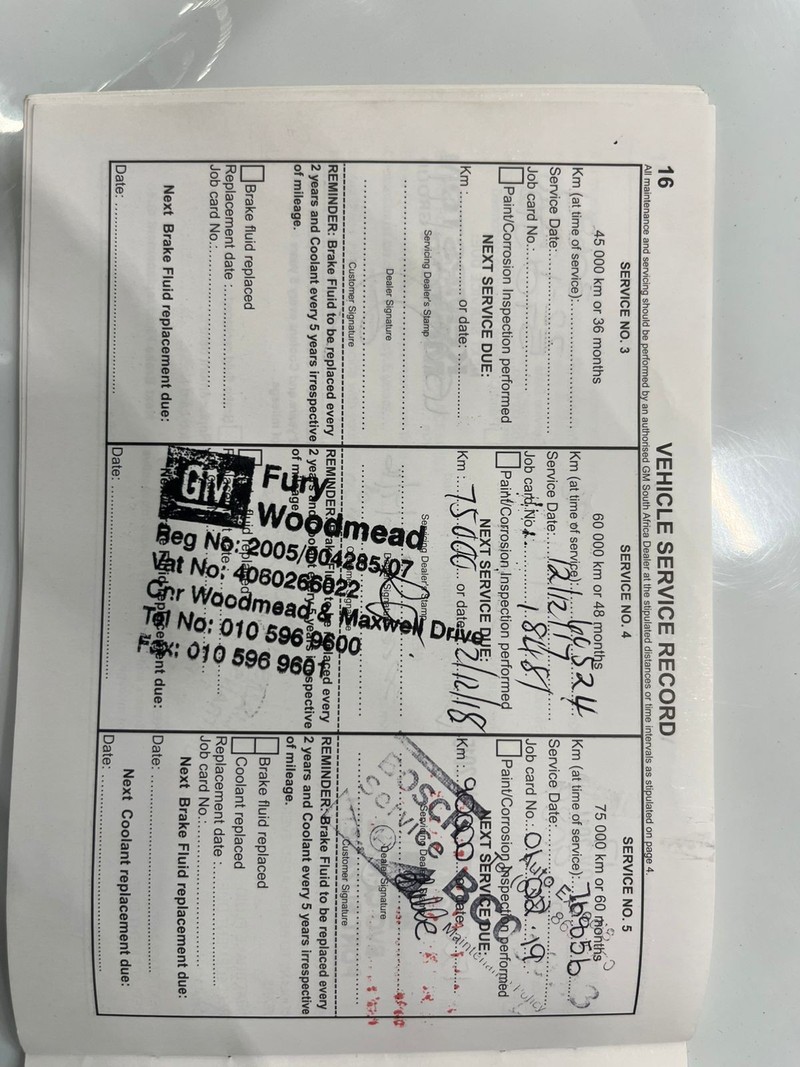 16
VEHICLE SERVICE RECORD
All maintenance and servicing should be performed by an authorised GM South Africa Dealer at the stipulated distances or time intervals as stipulated on page 4.
SERVICE NO. 3
45 000 km or 36 months
Km (at time of service):
Service Date:
Job card No.:
Paint/Corrosion Inspection performed
NEXT SERVICE DUE:
Km : or date:
Servicing Dealer's Stamp
Dealer Signature
Customer Signature
REMINDER: Brake Fluid to be replaced every
2 years and Coolant every 5 years irrespective
of mileage.
Brake fluid replaced
Replacement date :
Job card No.:
Next Brake Fluid replacement due:
Date:
SERVICE NO. 4
60 000 km or 48 months
Km (at time of service):
Service Date: 12/12/17
Job card No.: 18481
Paint/Corrosion Inspection performed
NEXT SERVICE DUE:
Km : 75000 or date: 12/12/18
GM
Fury
Woodmead
Reg No: 2005/004285/07
Vat No: 4060266022
Cnr Woodmead & Maxwell Drive
Tel No: 010 596 9600
Fax: 010 596 9601
Date:
SERVICE NO. 5
75 000 km or 60 months
Km (at time of service): 76856
Service Date:
Job card No.:
Paint/Corrosion Inspection performed
NEXT SERVICE DUE:
Km : 90000 or date:
BOSCH
Service
BCC
Dealer Signature
Customer Signature
REMINDER: Brake Fluid to be replaced every
2 years and Coolant every 5 years irrespective
of mileage.
Brake fluid replaced
Coolant replaced
Replacement date :
Job card No.:
Next Brake Fluid replacement due:
Date:
Next Coolant replacement due:
Date: